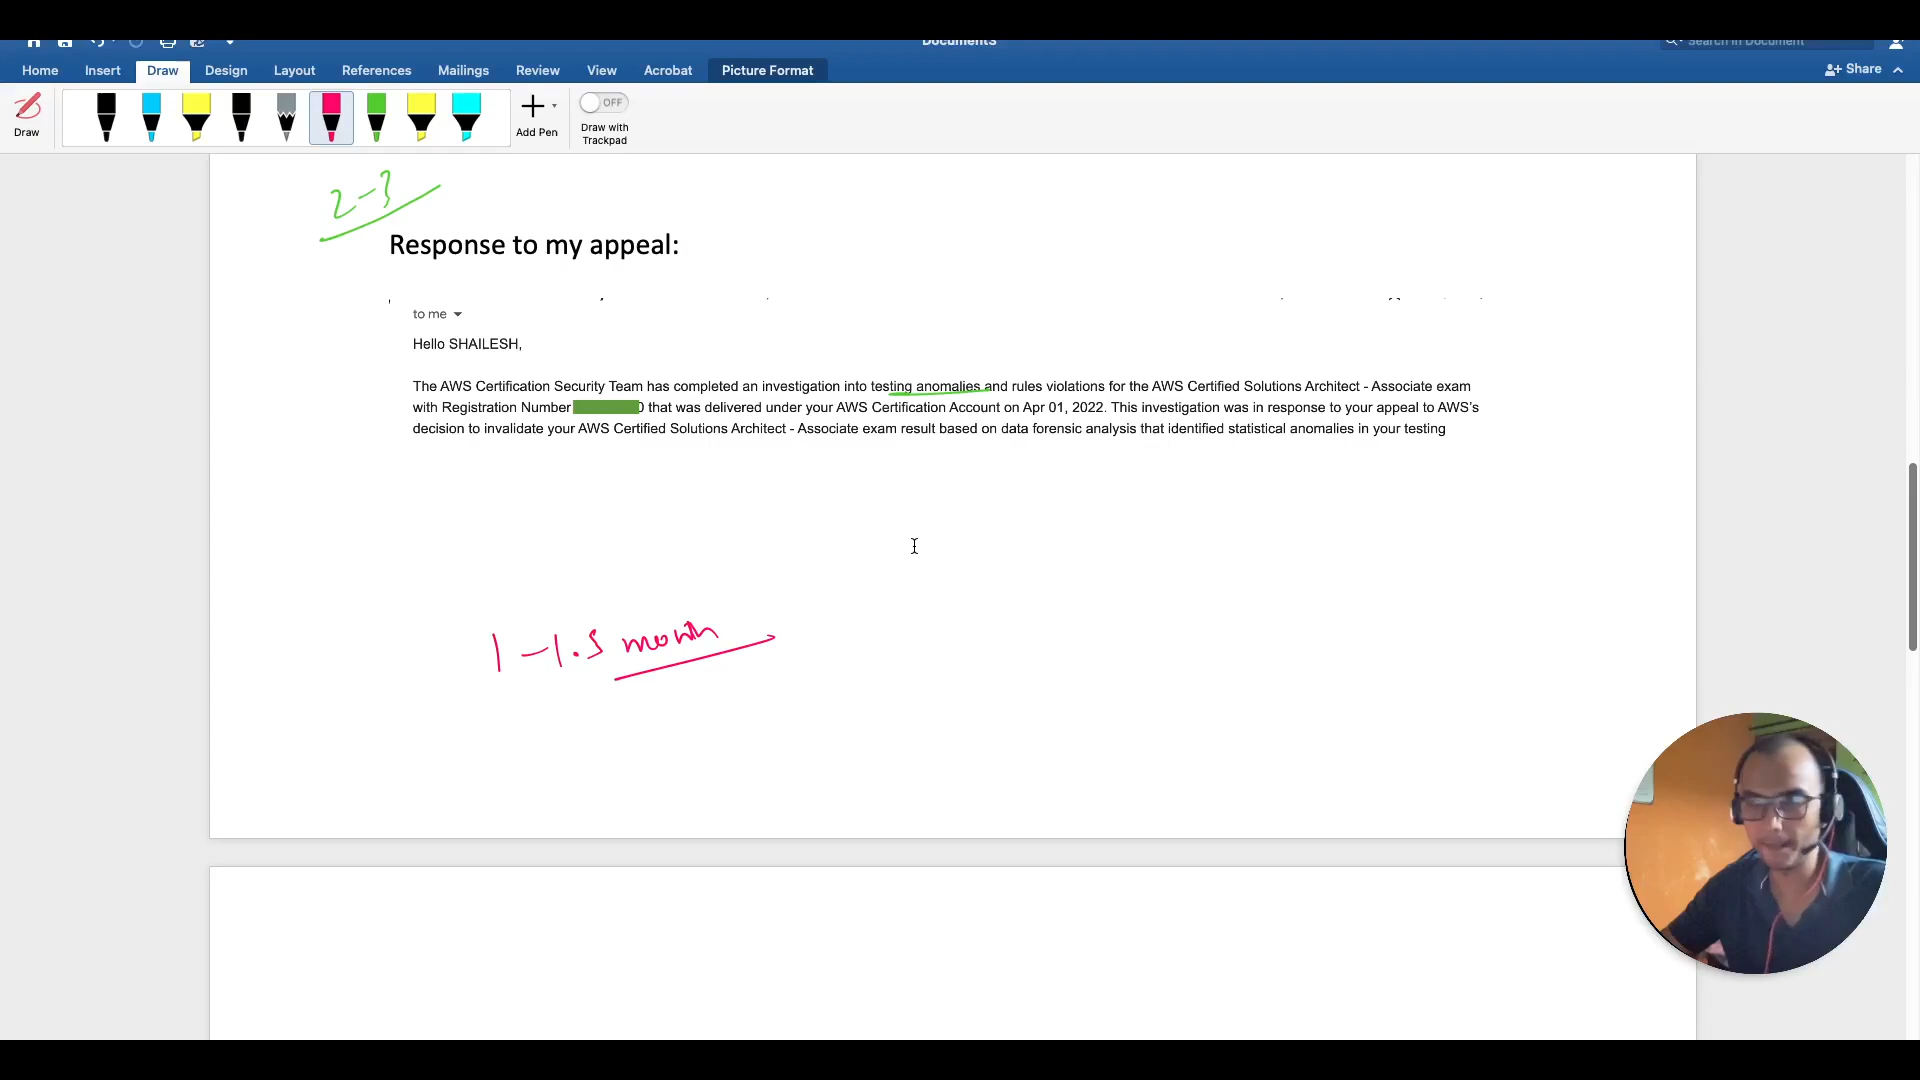 Document3
Search in Document
Home Insert Draw Design Layout References Mailings Review View Acrobat Picture Format
Share
Draw
Add Pen
OFF
Draw with
Trackpad
2-3
Response to my appeal:
to me
Hello SHAILESH,
The AWS Certification Security Team has completed an investigation into testing anomalies and rules violations for the AWS Certified Solutions Architect - Associate exam
with Registration Number 0 that was delivered under your AWS Certification Account on Apr 01, 2022. This investigation was in response to your appeal to AWS's
decision to invalidate your AWS Certified Solutions Architect - Associate exam result based on data forensic analysis that identified statistical anomalies in your testing
1-1.5 month